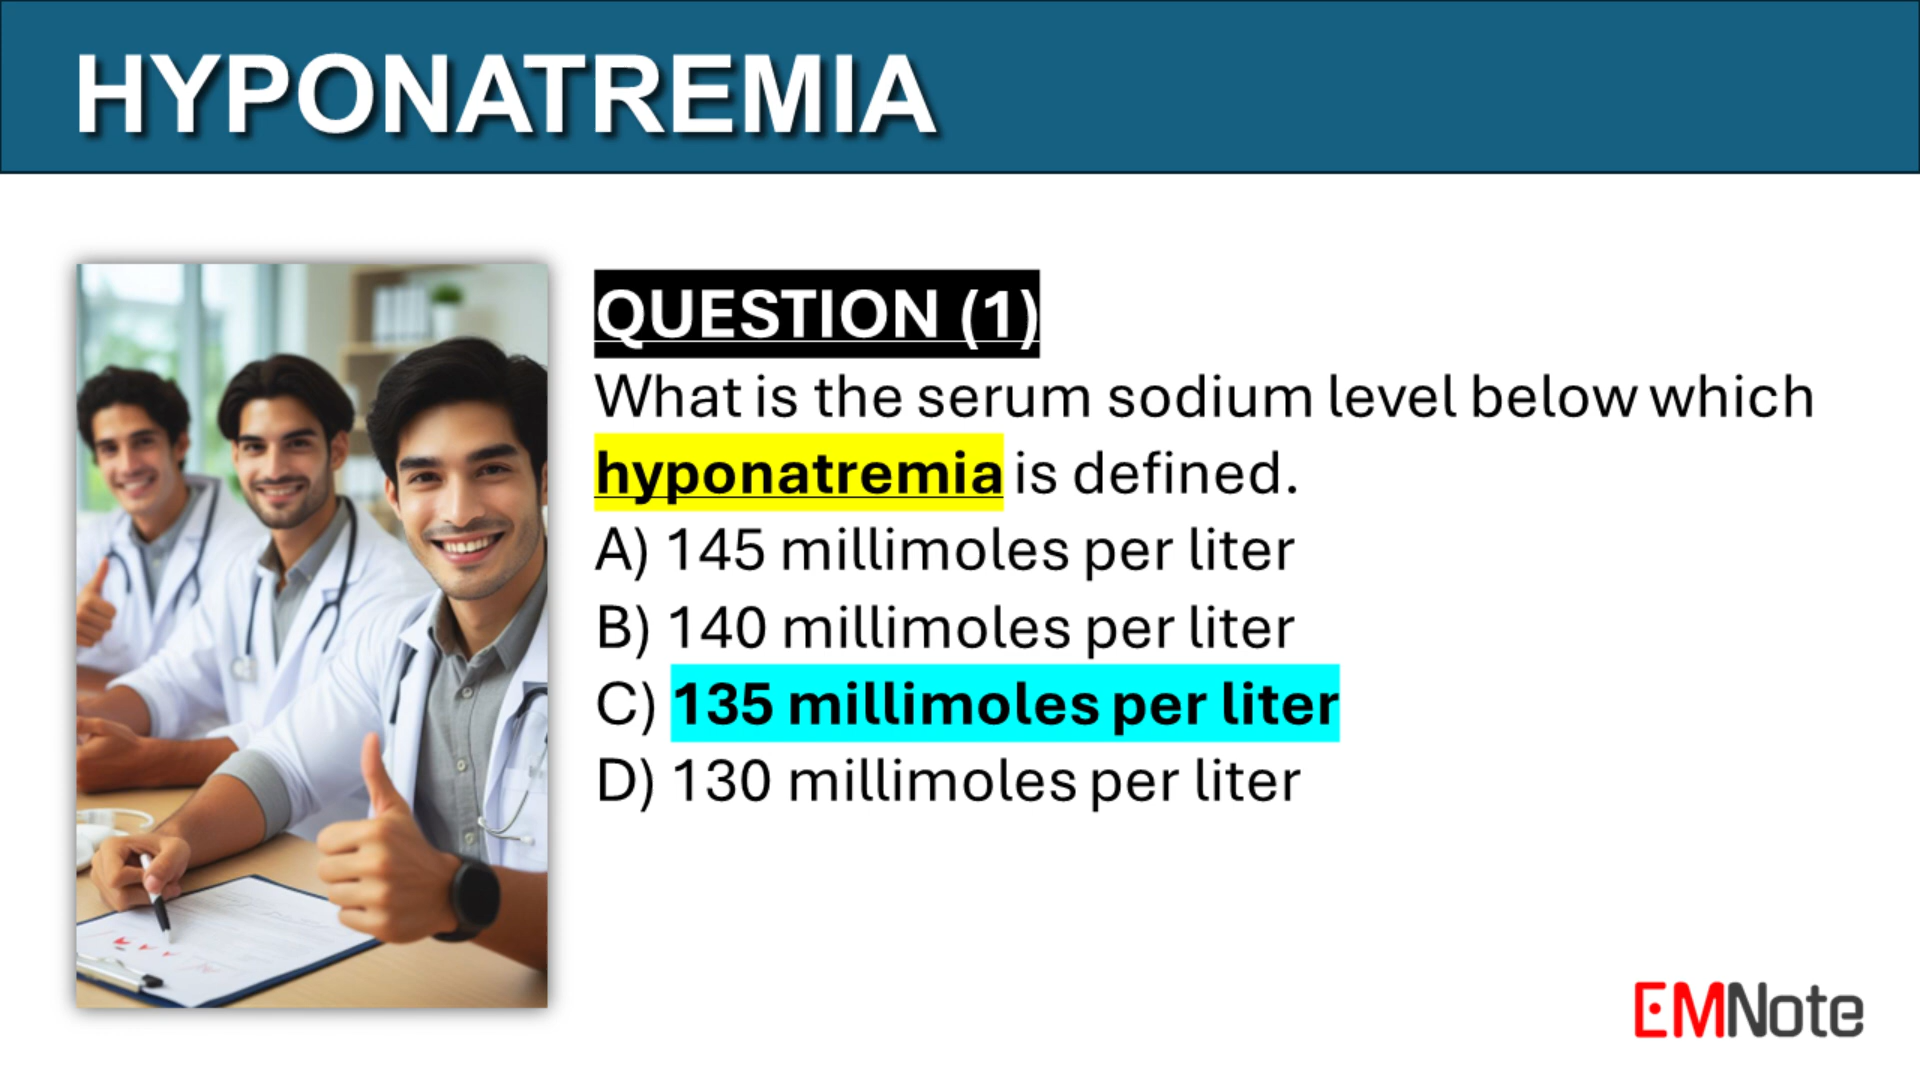 HYPONATREMIA
QUESTION (1)
What is the serum sodium level below which
hyponatremia is defined.
A) 145 millimoles per liter
B) 140 millimoles per liter
C) 135 millimoles per liter
D) 130 millimoles per liter
EMNote